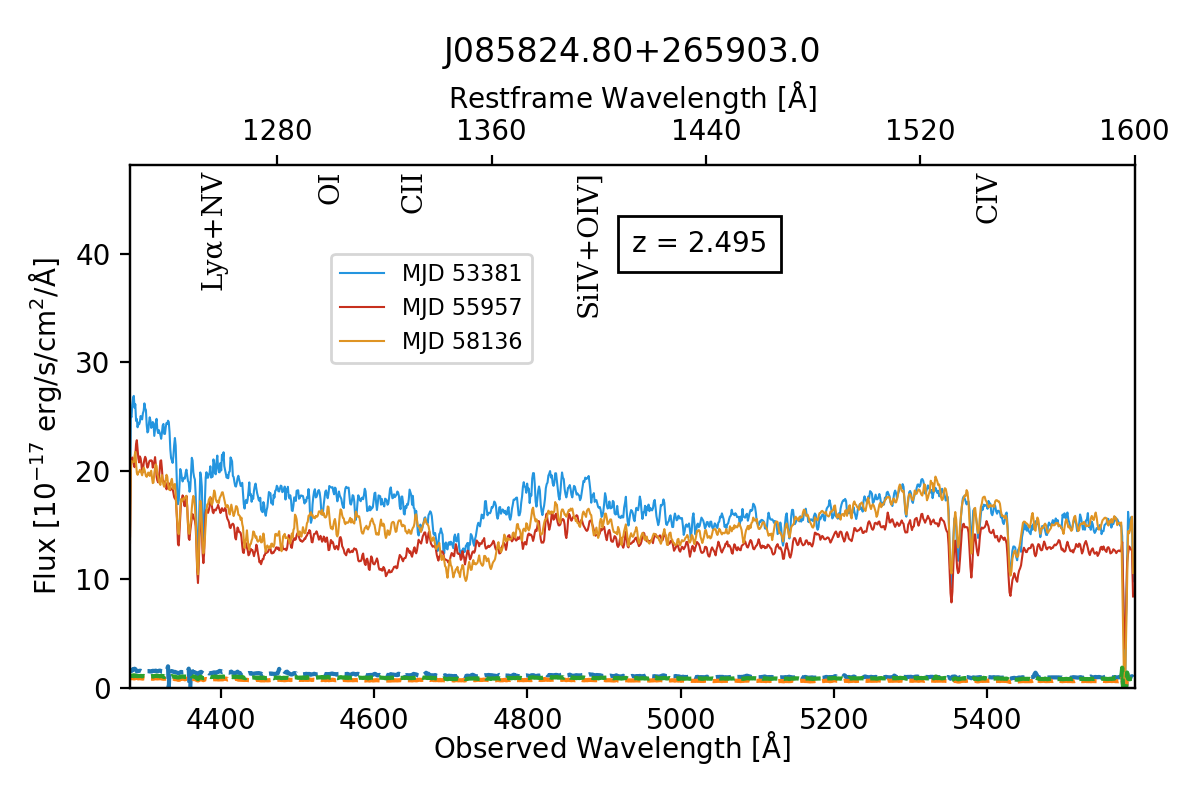 J085824.80+265903.0
Restframe Wavelength [Å]
1280 1360 1440 1520 1600
Lyα+NV
OI
CII
SiIV+OIV]
CIV
z = 2.495
MJD 53381
MJD 55957
MJD 58136
Flux [10⁻¹⁷ erg/s/cm²/Å]
40
30
20
10
0
4400 4600 4800 5000 5200 5400
Observed Wavelength [Å]